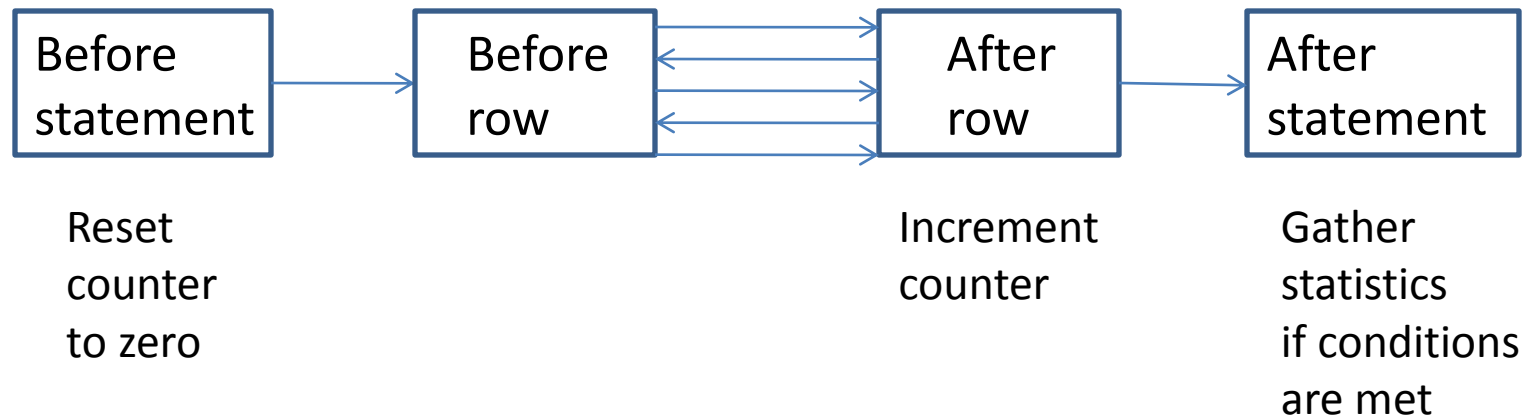 Before
statement
Before
row
After
row
After
statement
Reset
counter
to zero
Increment
counter
Gather
statistics
if conditions
are met